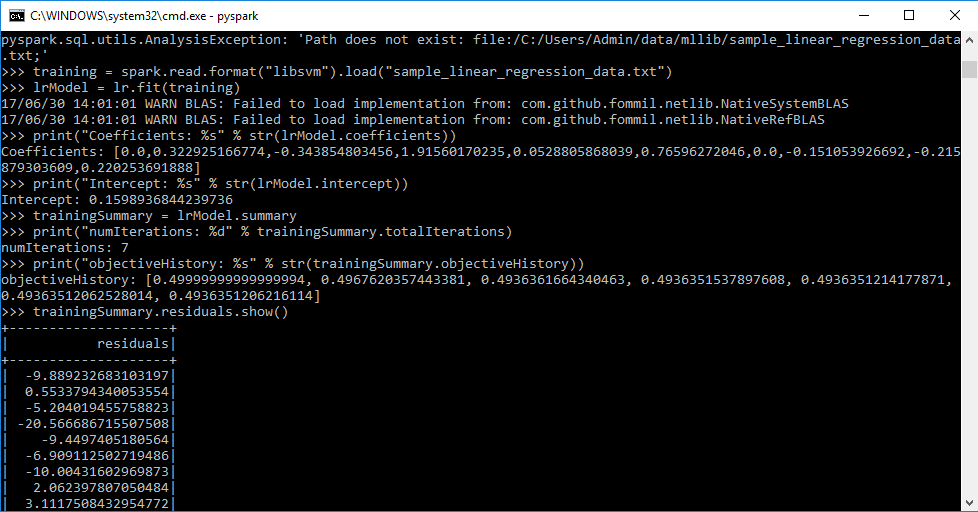 C:\WINDOWS\system32\cmd.exe - pyspark
pyspark.sql.utils.AnalysisException: 'Path does not exist: file:/C:/Users/Admin/data/mllib/sample_linear_regression_data
.txt;'
>>> training = spark.read.format("libsvm").load("sample_linear_regression_data.txt")
>>> lrModel = lr.fit(training)
17/06/30 14:01:01 WARN BLAS: Failed to load implementation from: com.github.fommil.netlib.NativeSystemBLAS
17/06/30 14:01:01 WARN BLAS: Failed to load implementation from: com.github.fommil.netlib.NativeRefBLAS
>>> print("Coefficients: %s" % str(lrModel.coefficients))
Coefficients: [0.0,0.322925166774,-0.343854803456,1.91560170235,0.0528805868039,0.76596272046,0.0,-0.151053926692,-0.215
879303609,0.220253691888]
>>> print("Intercept: %s" % str(lrModel.intercept))
Intercept: 0.1598936844239736
>>> trainingSummary = lrModel.summary
>>> print("numIterations: %d" % trainingSummary.totalIterations)
numIterations: 7
>>> print("objectiveHistory: %s" % str(trainingSummary.objectiveHistory))
objectiveHistory: [0.49999999999999994, 0.4967620357443381, 0.4936361664340463, 0.4936351537897608, 0.4936351214177871,
0.49363512062528014, 0.4936351206216114]
>>> trainingSummary.residuals.show()
+--------------------+
|           residuals|
+--------------------+
|  -9.889232683103197|
|  0.5533794340053554|
|  -5.204019455758823|
| -20.566686715507508|
|    -9.4497405180564|
|  -6.909112502719486|
|  -10.00431602969873|
|   2.062397807050484|
|  3.1117508432954772|